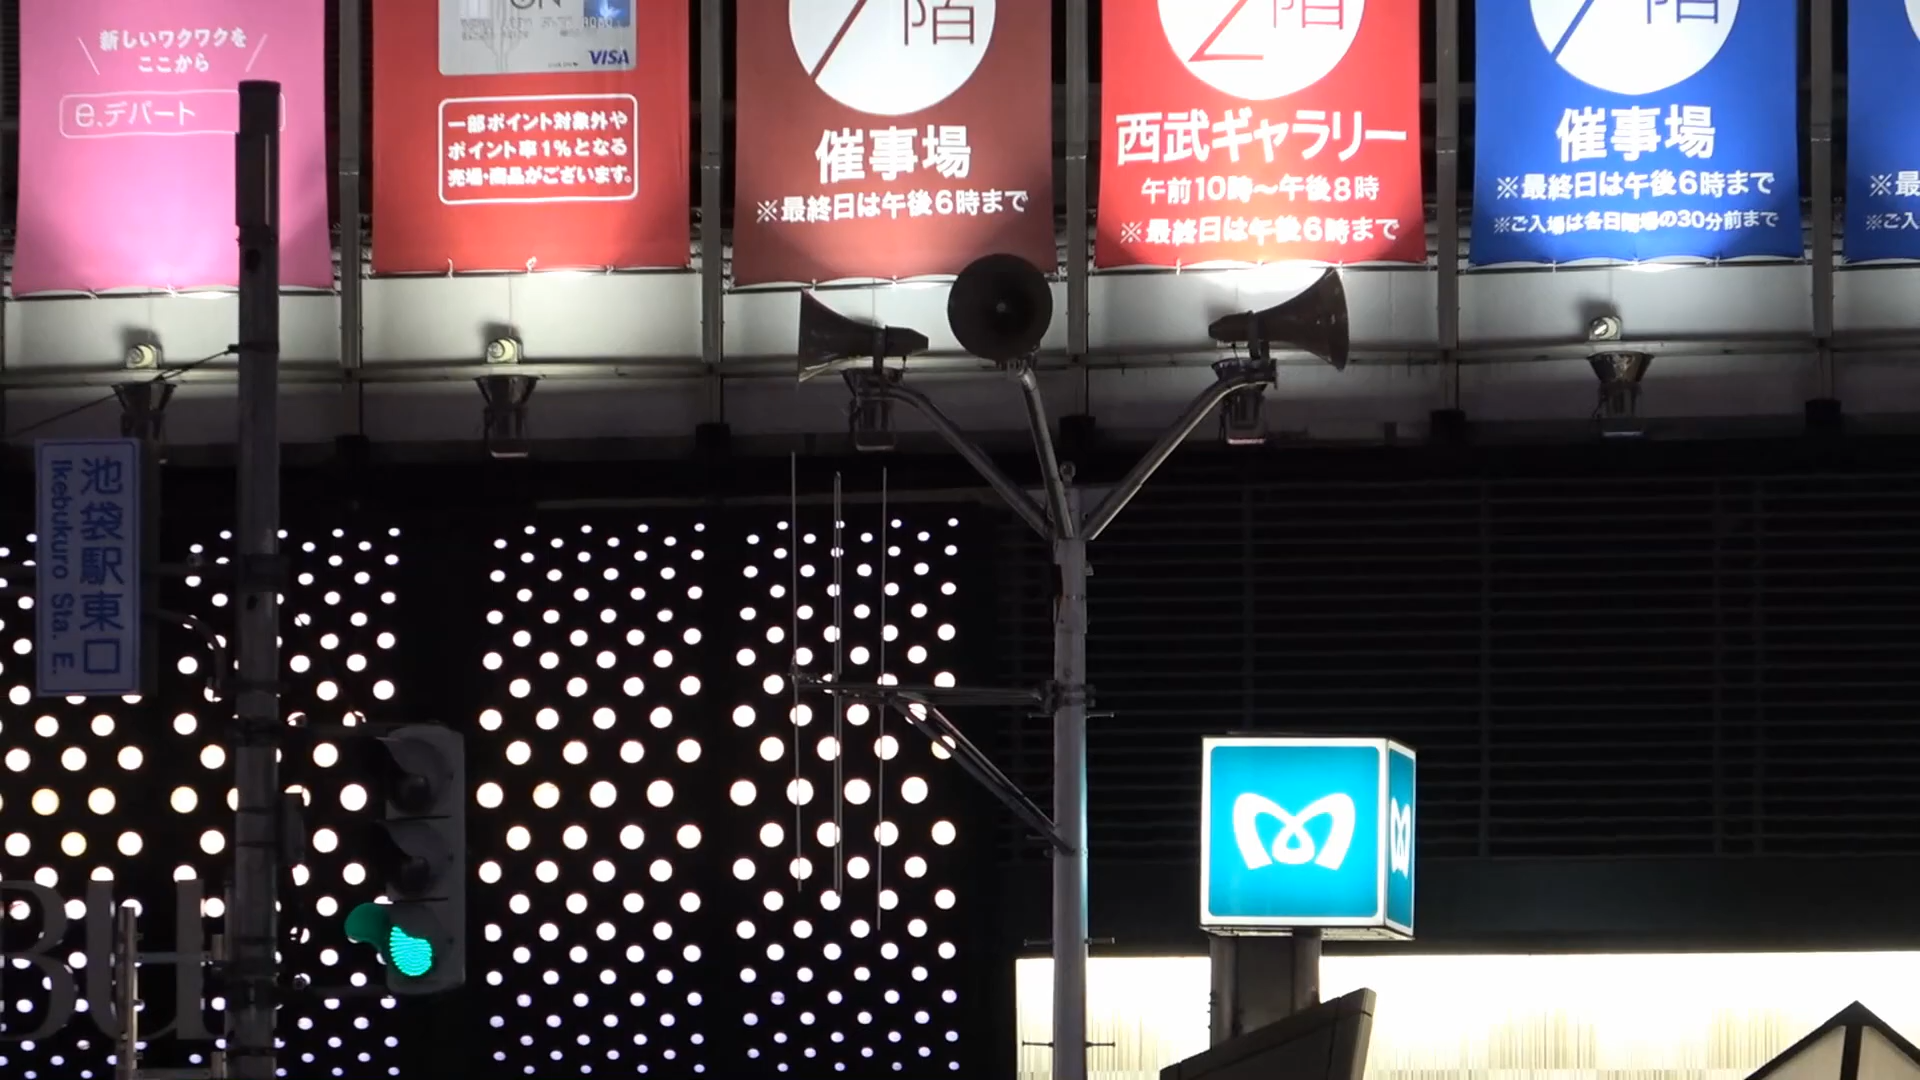 新しいワクワクを
ここから
e.デパート
VISA
一部ポイント対象外や
ポイント率1%となる
売場・商品がございます。
階
催事場
※最終日は午後6時まで
階
西武ギャラリー
午前10時〜午後8時
※最終日は午後6時まで
階
催事場
※最終日は午後6時まで
※ご入場は各日閉場の30分前まで
※最
※ご入
池袋駅東口
Ikebukuro Sta. E.
BU